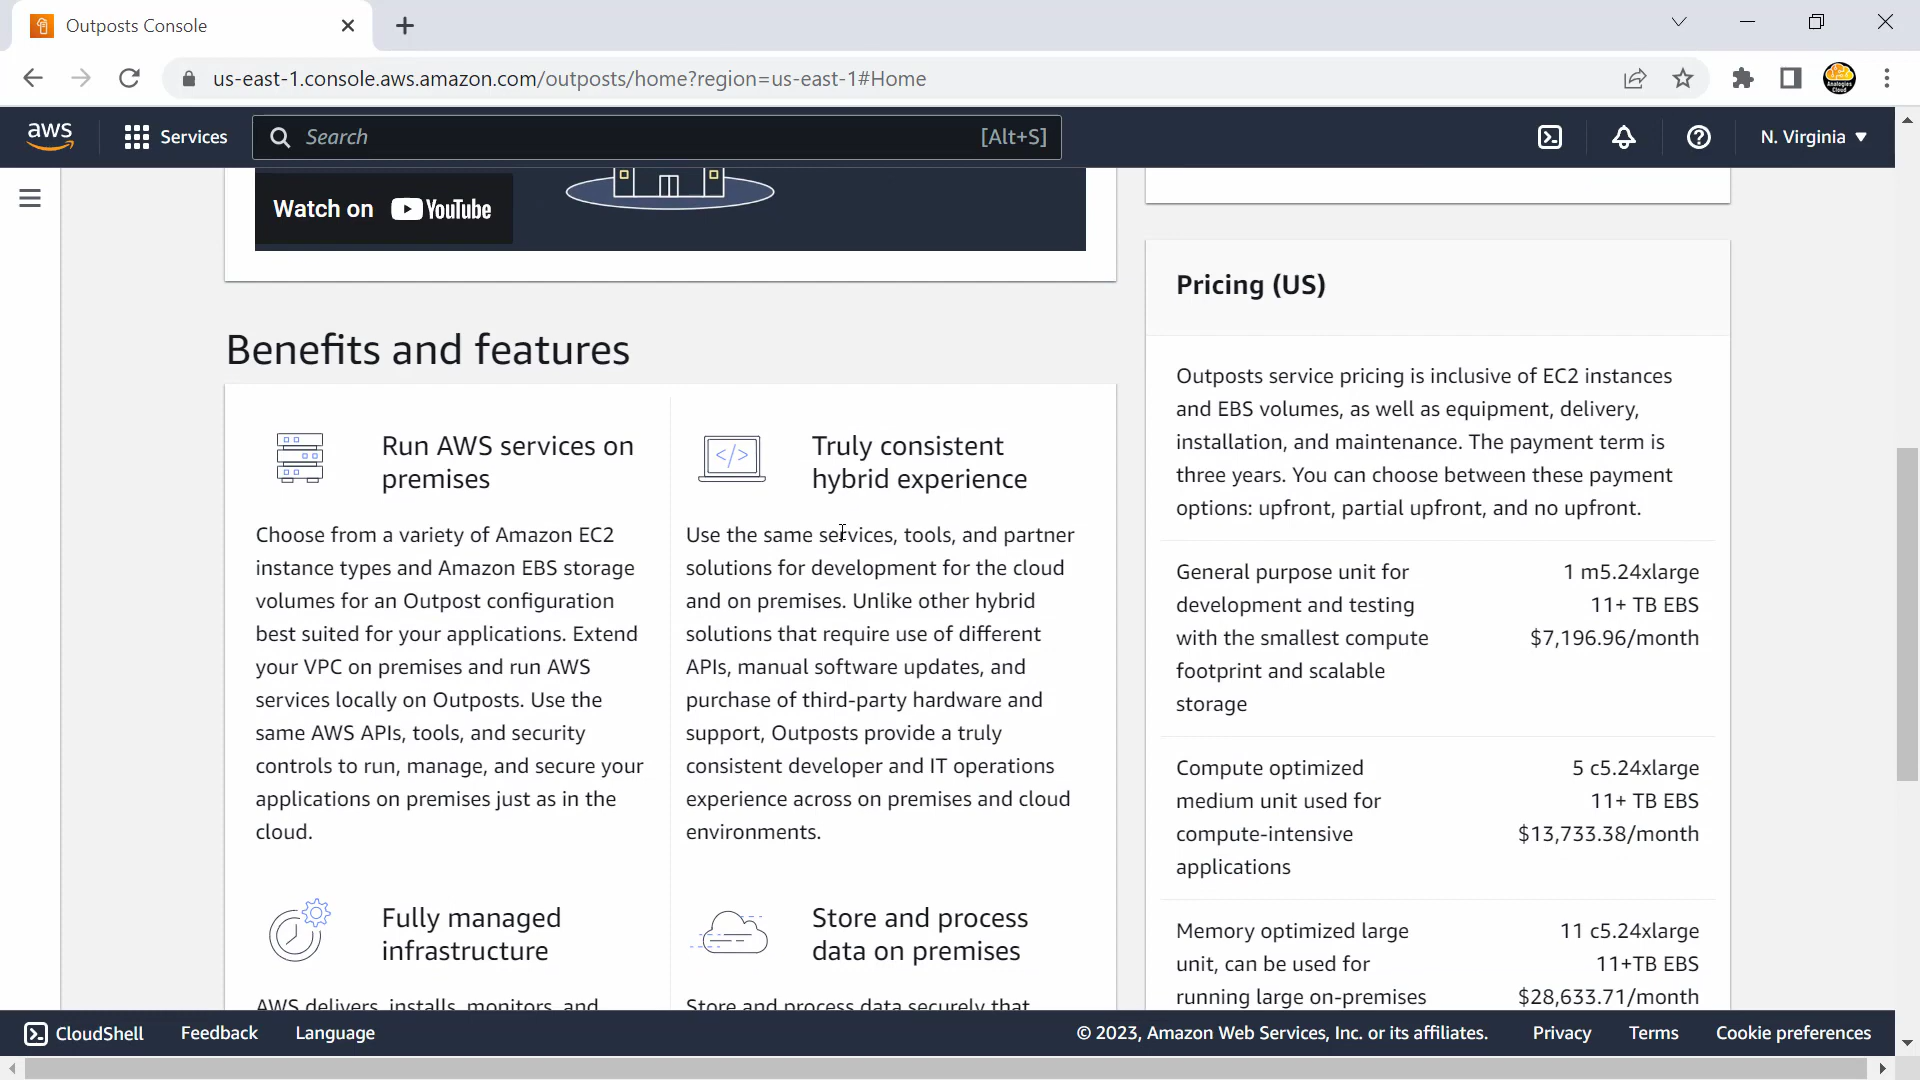 Outposts Console
us-east-1.console.aws.amazon.com/outposts/home?region=us-east-1#Home
aws
Services
Search
[Alt+S]
N. Virginia
Watch on YouTube
Benefits and features
Run AWS services on
premises
Choose from a variety of Amazon EC2
instance types and Amazon EBS storage
volumes for an Outpost configuration
best suited for your applications. Extend
your VPC on premises and run AWS
services locally on Outposts. Use the
same AWS APIs, tools, and security
controls to run, manage, and secure your
applications on premises just as in the
cloud.
Truly consistent
hybrid experience
Use the same services, tools, and partner
solutions for development for the cloud
and on premises. Unlike other hybrid
solutions that require use of different
APIs, manual software updates, and
purchase of third-party hardware and
support, Outposts provide a truly
consistent developer and IT operations
experience across on premises and cloud
environments.
Fully managed
infrastructure
AWS delivers, installs, monitors, and
Store and process
data on premises
Store and process data securely that
Pricing (US)
Outposts service pricing is inclusive of EC2 instances
and EBS volumes, as well as equipment, delivery,
installation, and maintenance. The payment term is
three years. You can choose between these payment
options: upfront, partial upfront, and no upfront.
General purpose unit for
development and testing
with the smallest compute
footprint and scalable
storage
1 m5.24xlarge
11+ TB EBS
$7,196.96/month
Compute optimized
medium unit used for
compute-intensive
applications
5 c5.24xlarge
11+ TB EBS
$13,733.38/month
Memory optimized large
unit, can be used for
running large on-premises
11 c5.24xlarge
11+TB EBS
$28,633.71/month
CloudShell
Feedback
Language
© 2023, Amazon Web Services, Inc. or its affiliates.
Privacy
Terms
Cookie preferences